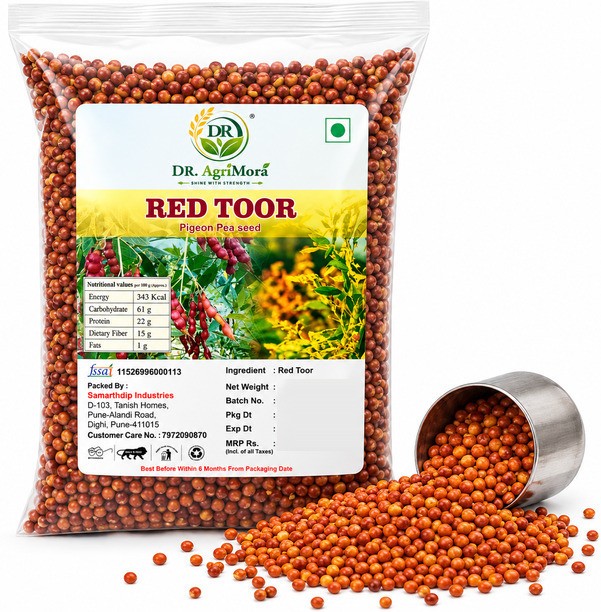 DR
®
DR. AgriMora
SHINE WITH STRENGTH
RED TOOR
Pigeon Pea seed
Nutritional values per 100 g (Approx.)
Energy 343 Kcal
Carbohydrate 61 g
Protein 22 g
Dietary Fiber 15 g
Fats 1 g
fssai 11526996000113
Packed By :
Samarthdip Industries
D-103, Tanish Homes,
Pune-Alandi Road,
Dighi, Pune-411015
Customer Care No. : 7972090870
Ingredient : Red Toor
Net Weight :
Batch No. :
Pkg Dt :
Exp Dt :
MRP Rs. :
(Incl. of all Taxes)
Best Before Within 6 Months From Packaging Date